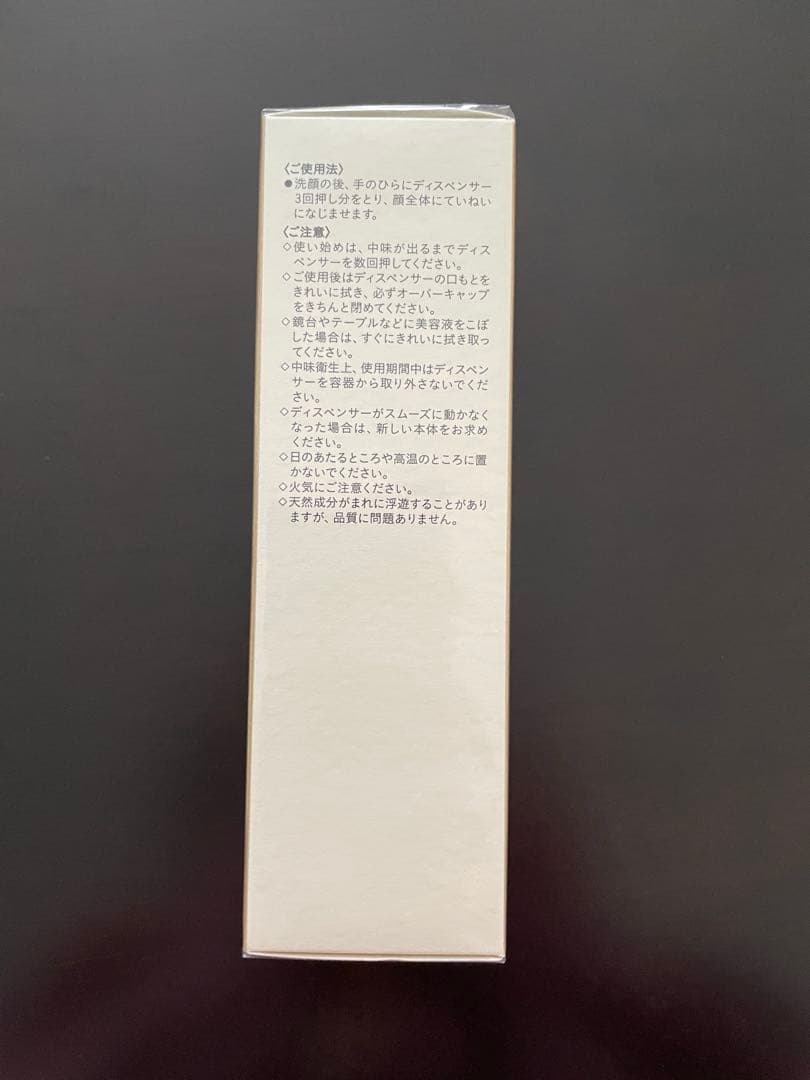 〈ご使用法〉
●洗顔の後、手のひらにディスペンサー
3回押し分をとり、顔全体にていねい
になじませます。
〈ご注意〉
◇使い始めは、中味が出るまでディス
ペンサーを数回押してください。
◇ご使用後はディスペンサーの口もとを
きれいに拭き、必ずオーバーキャップ
をきちんと閉めてください。
◇鏡台やテーブルなどに美容液をこぼ
した場合は、すぐにきれいに拭き取っ
てください。
◇中味衛生上、使用期間中はディスペン
サーを容器から取り外さないでくだ
さい。
◇ディスペンサーがスムーズに動かなく
なった場合は、新しい本体をお求め
ください。
◇日のあたるところや高温のところに置
かないでください。
◇火気にご注意ください。
◇天然成分がまれに浮遊することがあり
ますが、品質に問題ありません。